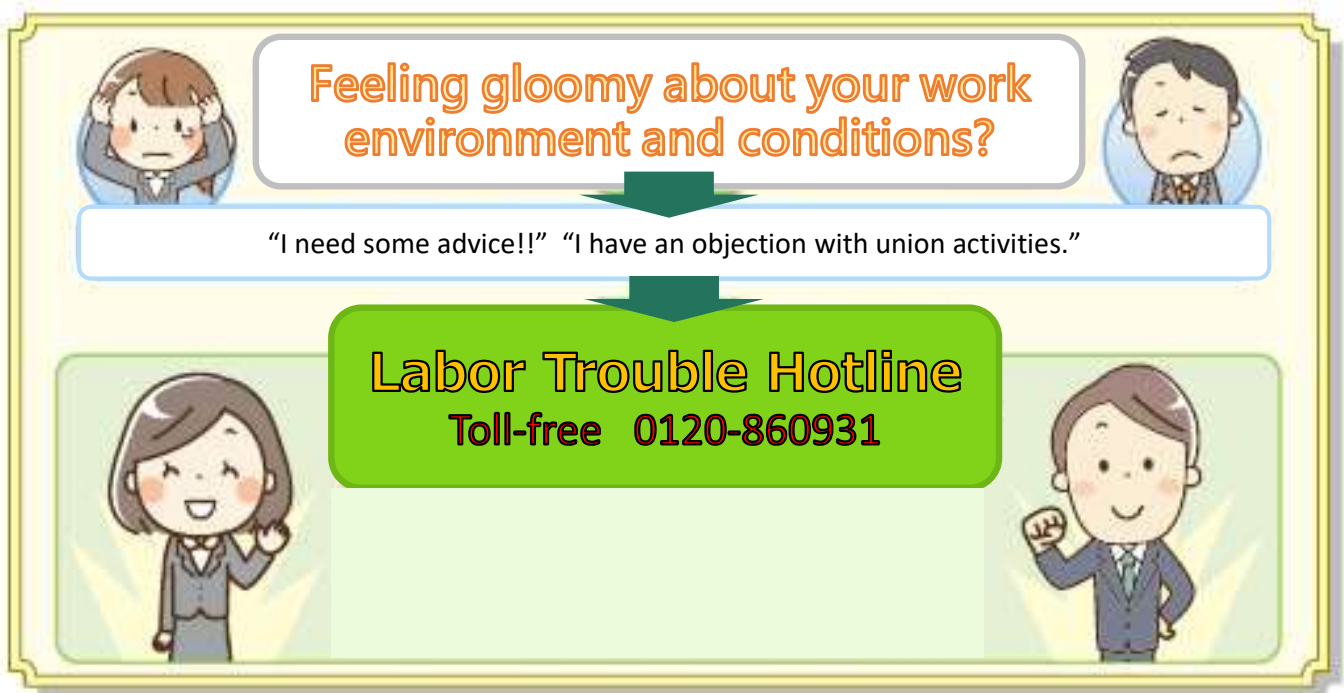 Feeling gloomy about your work
environment and conditions?
“I need some advice!!” “I have an objection with union activities.”
Labor Trouble Hotline
Toll-free 0120-860931